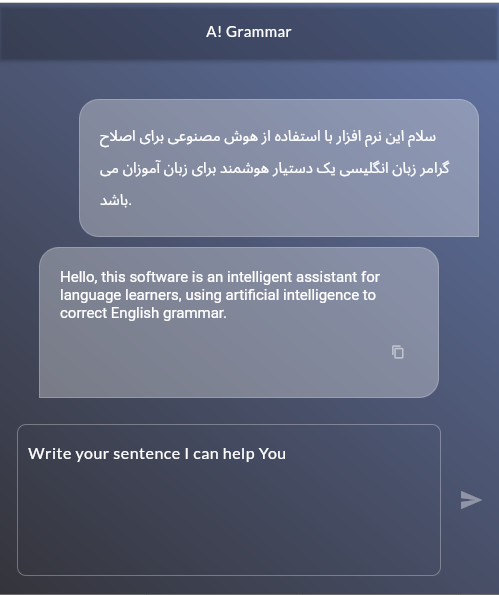 A! Grammar
سلام این نرم افزار با استفاده از هوش مصنوعی برای اصلاح
گرامر زبان انگلیسی یک دستیار هوشمند برای زبان آموزان می
باشد.
Hello, this software is an intelligent assistant for
language learners, using artificial intelligence to
correct English grammar.
Write your sentence I can help You